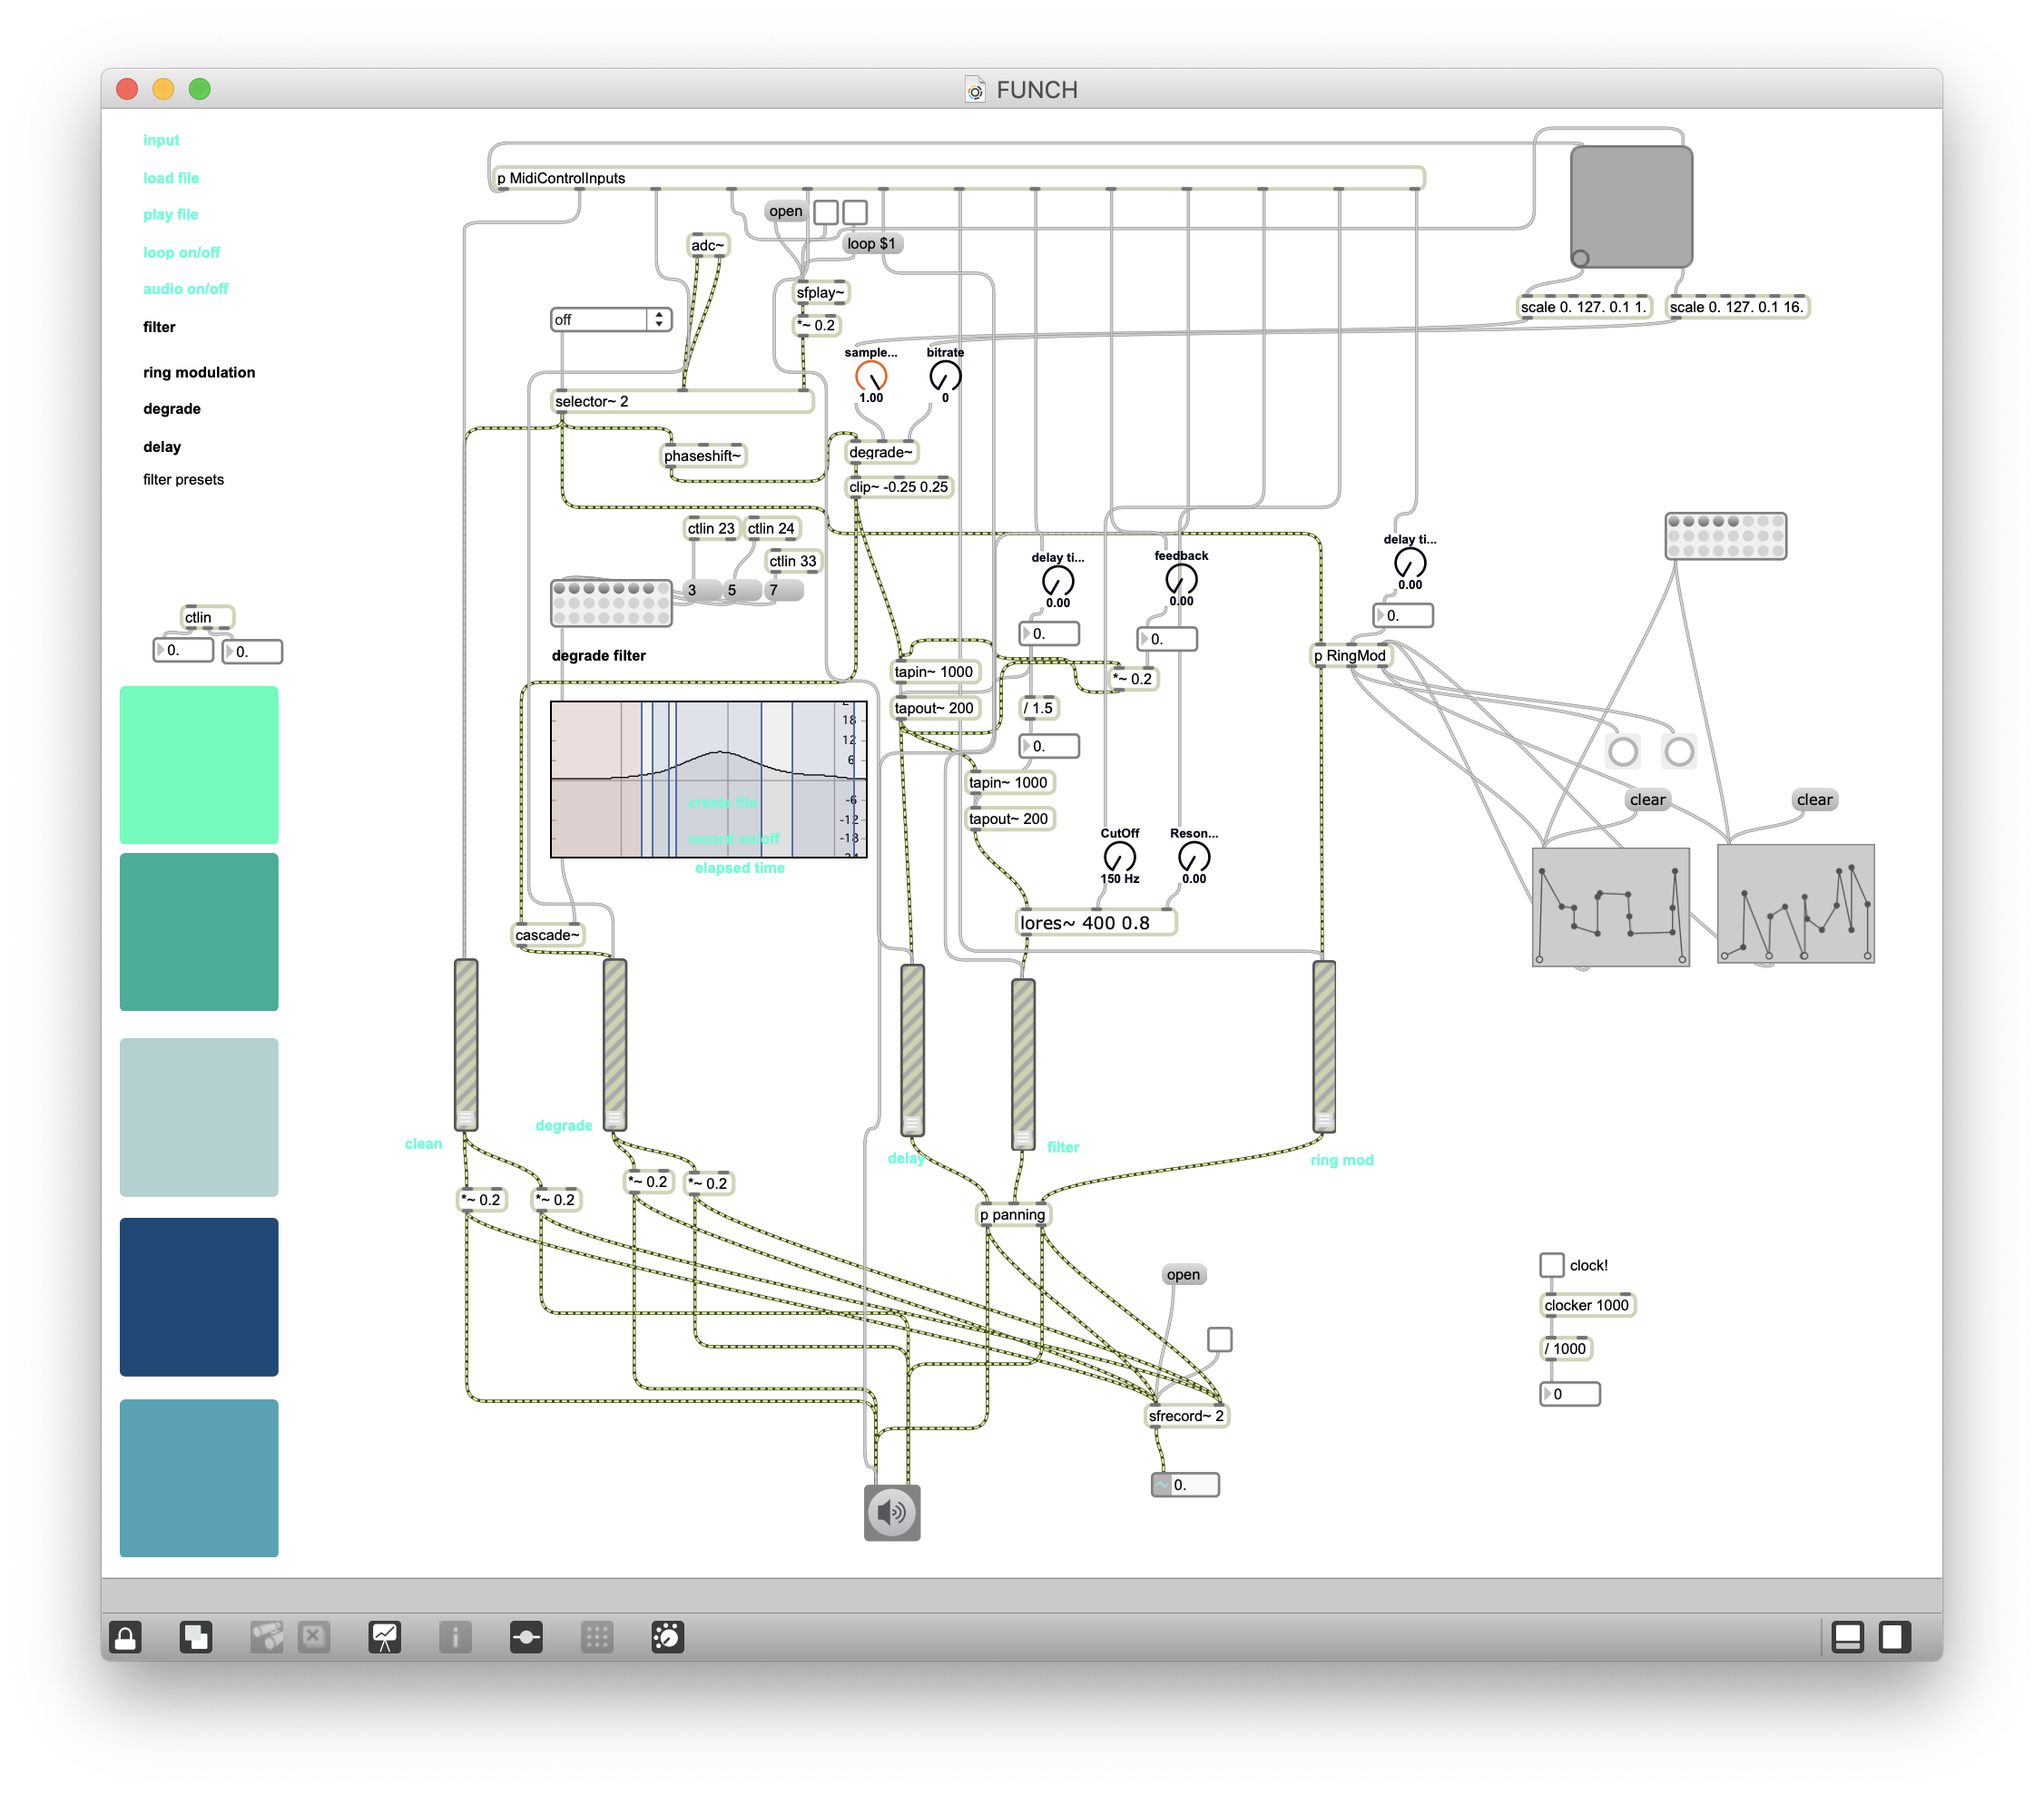 FUNCH
input
load file
play file
loop on/off
audio on/off
filter
ring modulation
degrade
delay
filter presets
p MidiControlInputs
open
loop $1
adc~
sfplay~
*~ 0.2
off
scale 0. 127. 0.1 1.
scale 0. 127. 0.1 16.
sample...
1.00
bitrate
0
selector~ 2
phaseshift~
degrade~
clip~ -0.25 0.25
ctlin 23
ctlin 24
ctlin 33
3
5
7
degrade filter
ctlin
0.
0.
delay ti...
0.00
0.
feedback
0.00
0.
delay ti...
0.00
0.
p RingMod
tapin~ 1000
tapout~ 200
*~ 0.2
/ 1.5
0.
tapin~ 1000
tapout~ 200
18
12
6
-6
-12
-18
create file
record on/off
elapsed time
CutOff
150 Hz
Reson...
0.00
lores~ 400 0.8
clear
clear
cascade~
clean
degrade
delay
filter
ring mod
*~ 0.2
*~ 0.2
*~ 0.2
*~ 0.2
p panning
open
sfrecord~ 2
0.
clock!
clocker 1000
/ 1000
0